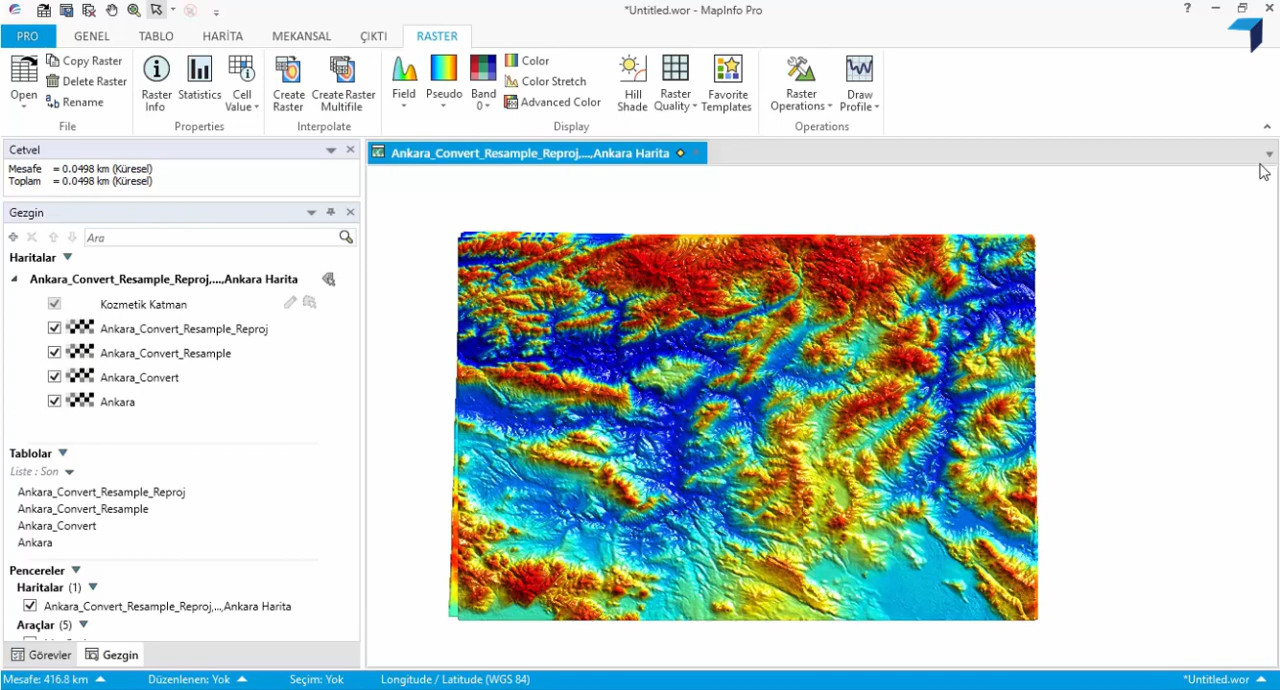 *Untitled.wor - MapInfo Pro
PRO GENEL TABLO HARİTA MEKANSAL ÇIKTI RASTER
Open
Copy Raster
Delete Raster
Rename
File
Raster Info
Statistics
Cell Value
Properties
Create Raster
Create Raster Multifile
Interpolate
Field
Pseudo
Band 0
Color
Color Stretch
Advanced Color
Hill Shade
Raster Quality
Favorite Templates
Display
Raster Operations
Draw Profile
Operations
Cetvel
Mesafe = 0.0498 km (Küresel)
Toplam = 0.0498 km (Küresel)
Gezgin
Ara
Haritalar
Ankara_Convert_Resample_Reproj,...,Ankara Harita
Kozmetik Katman
Ankara_Convert_Resample_Reproj
Ankara_Convert_Resample
Ankara_Convert
Ankara
Tablolar
Liste : Son
Ankara_Convert_Resample_Reproj
Ankara_Convert_Resample
Ankara_Convert
Ankara
Pencereler
Haritalar (1)
Ankara_Convert_Resample_Reproj,...,Ankara Harita
Araçlar (5)
Görevler Gezgin
Ankara_Convert_Resample_Reproj,...,Ankara Harita
Mesafe: 416.8 km Düzenlenen: Yok Seçim: Yok Longitude / Latitude (WGS 84) *Untitled.wor